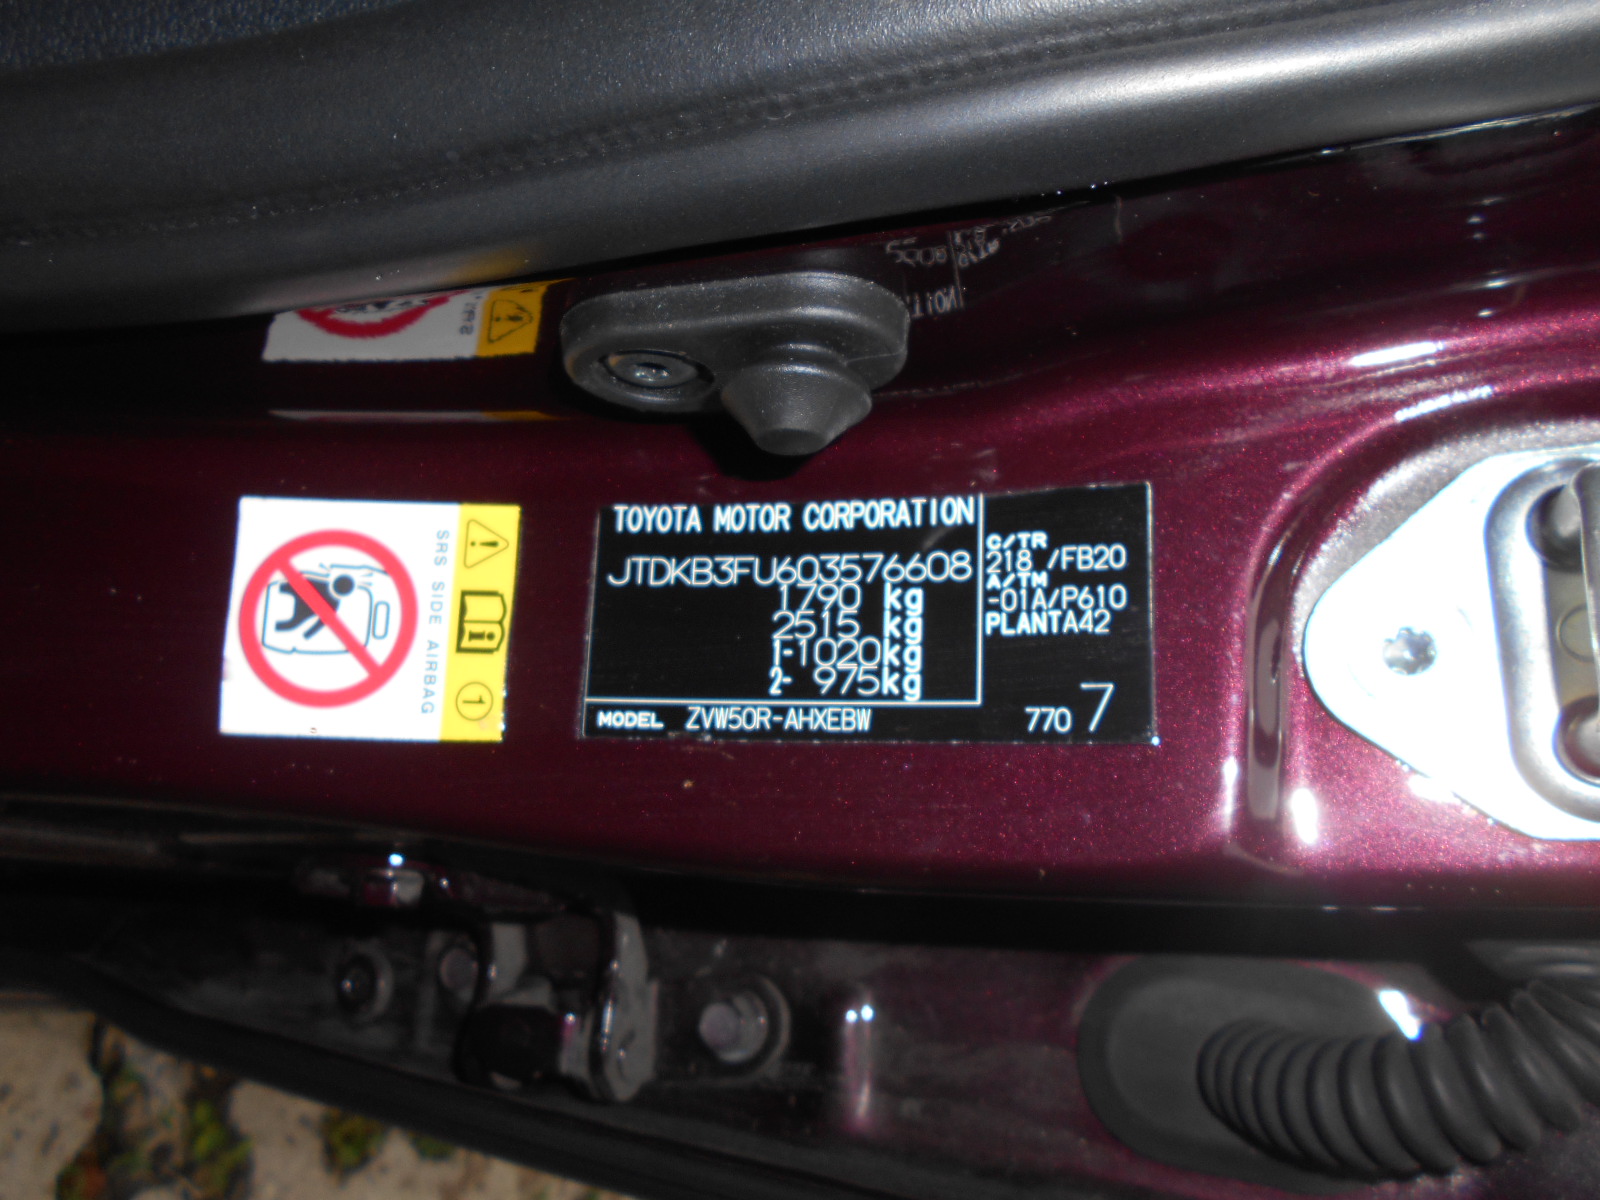 TOYOTA MOTOR CORPORATION
JTDKB3FU603576608
1790 kg
2515 kg
1-1020kg
2- 975kg
C/TR
218 /FB20
A/TM
-01A/P610
PLANTA42
MODEL ZVW50R-AHXEBW
770 7
SRS SIDE AIRBAG
1